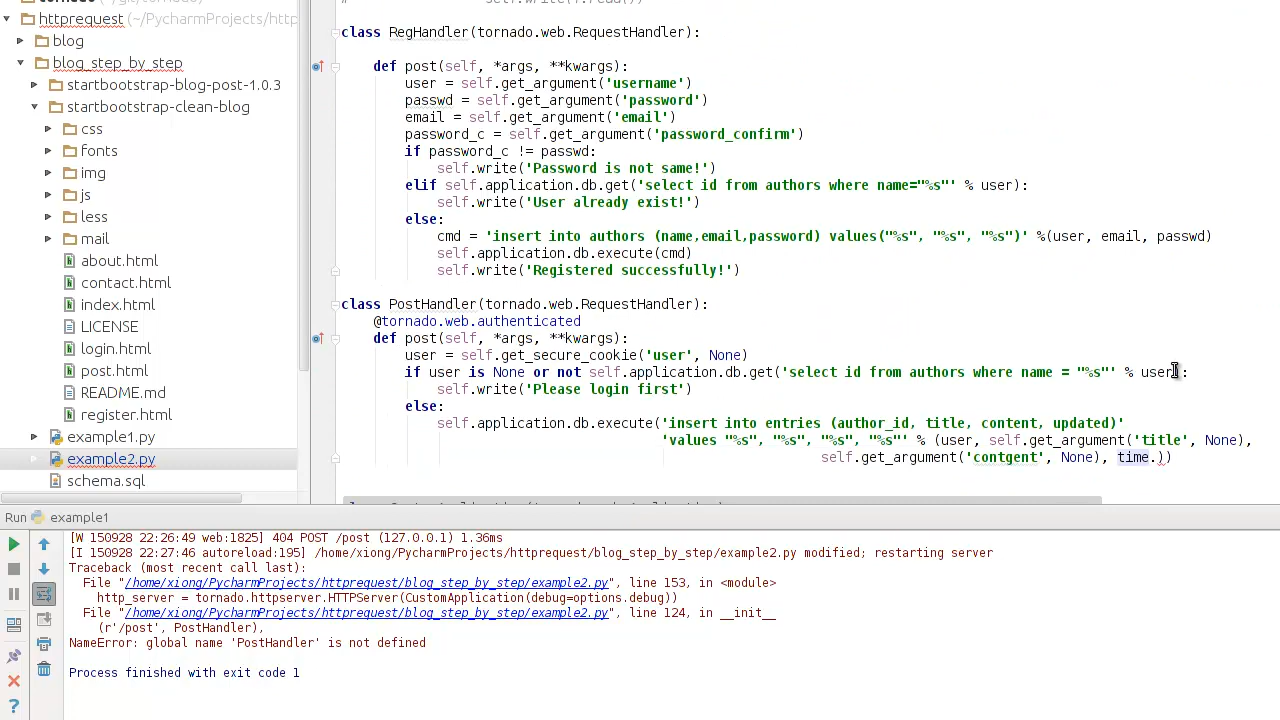 tornado (~/git/tornado)
httprequest (~/PycharmProjects/http
blog
blog_step_by_step
startbootstrap-blog-post-1.0.3
startbootstrap-clean-blog
css
fonts
img
js
less
mail
about.html
contact.html
index.html
LICENSE
login.html
post.html
README.md
register.html
example1.py
example2.py
schema.sql
# self.write(f.read())
class RegHandler(tornado.web.RequestHandler):
def post(self, *args, **kwargs):
user = self.get_argument('username')
passwd = self.get_argument('password')
email = self.get_argument('email')
password_c = self.get_argument('password_confirm')
if password_c != passwd:
self.write('Password is not same!')
elif self.application.db.get('select id from authors where name="%s"' % user):
self.write('User already exist!')
else:
cmd = 'insert into authors (name,email,password) values("%s", "%s", "%s")' %(user, email, passwd)
self.application.db.execute(cmd)
self.write('Registered successfully!')
class PostHandler(tornado.web.RequestHandler):
@tornado.web.authenticated
def post(self, *args, **kwargs):
user = self.get_secure_cookie('user', None)
if user is None or not self.application.db.get('select id from authors where name = "%s"' % user):
self.write('Please login first')
else:
self.application.db.execute('insert into entries (author_id, title, content, updated)'
'values "%s", "%s", "%s", "%s"' % (user, self.get_argument('title', None),
self.get_argument('contgent', None), time.))
Run example1
[W 150928 22:26:49 web:1825] 404 POST /post (127.0.0.1) 1.36ms
[I 150928 22:27:46 autoreload:195] /home/xiong/PycharmProjects/httprequest/blog_step_by_step/example2.py modified; restarting server
Traceback (most recent call last):
File "/home/xiong/PycharmProjects/httprequest/blog_step_by_step/example2.py", line 153, in <module>
http_server = tornado.httpserver.HTTPServer(CustomApplication(debug=options.debug))
File "/home/xiong/PycharmProjects/httprequest/blog_step_by_step/example2.py", line 124, in __init__
(r'/post', PostHandler),
NameError: global name 'PostHandler' is not defined
Process finished with exit code 1